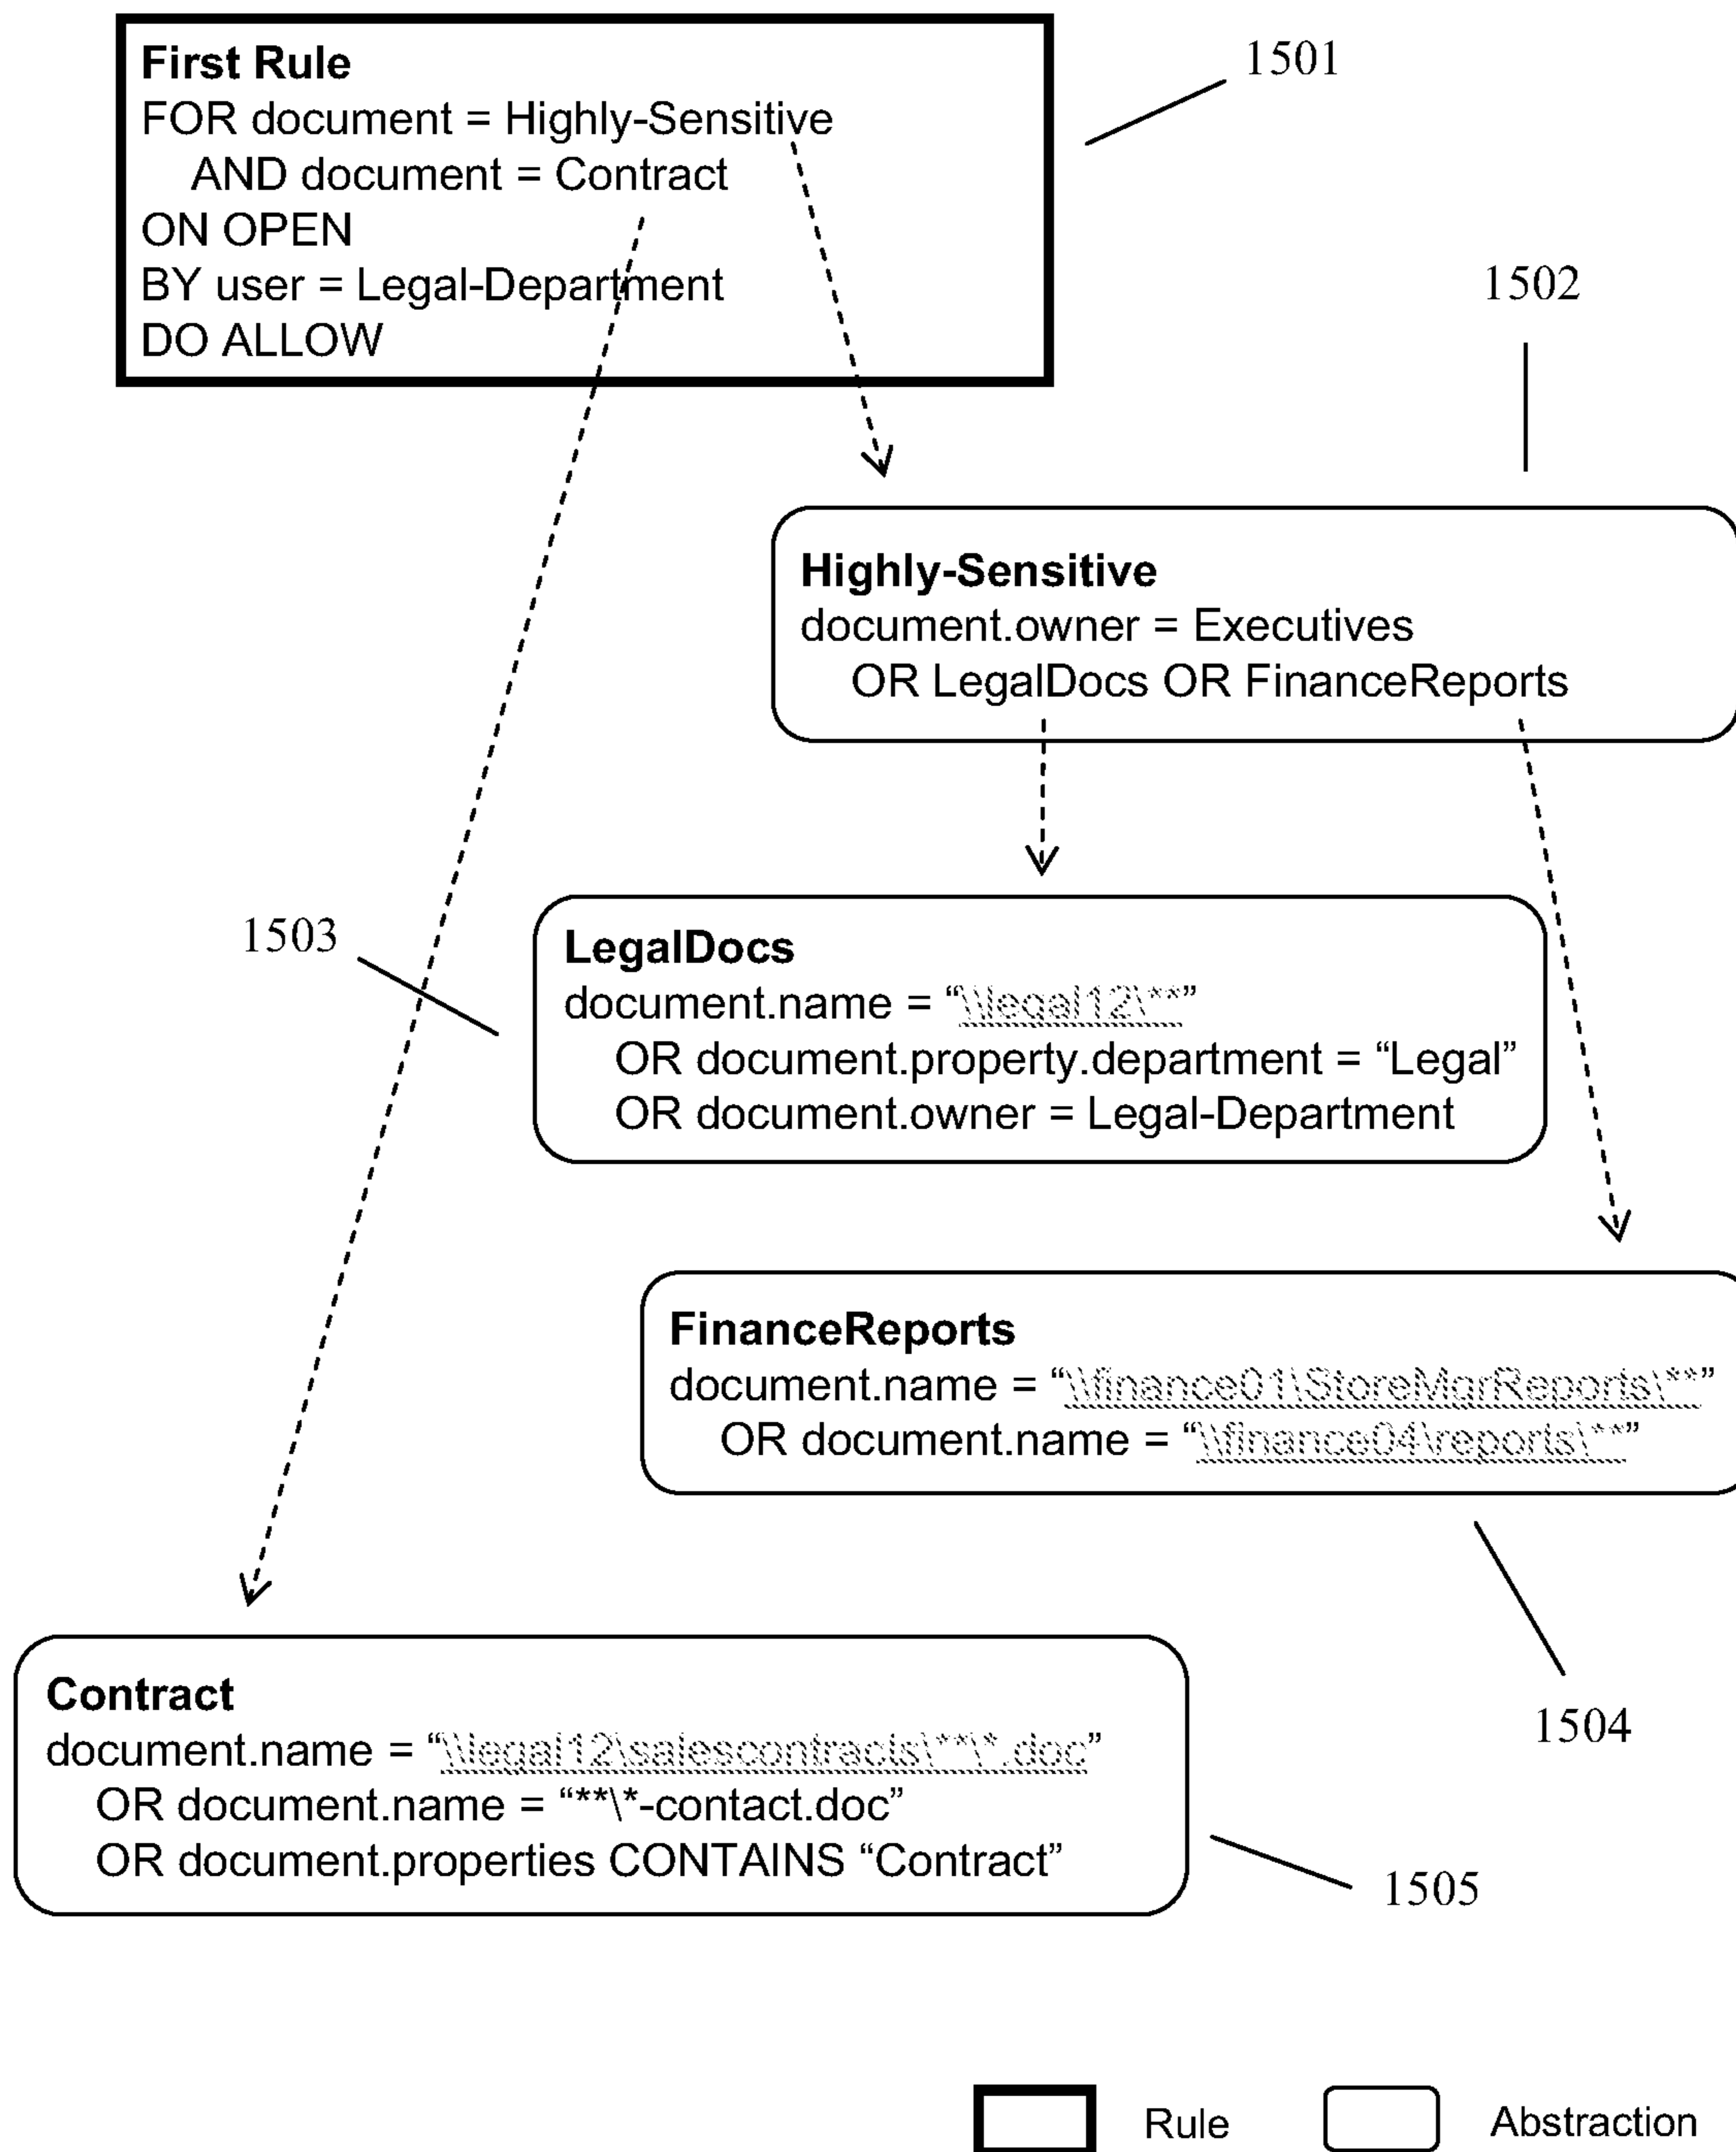 First Rule
FOR document = Highly-Sensitive
AND document = Contract
ON OPEN
BY user = Legal-Department
DO ALLOW
1501
1502
Highly-Sensitive
document.owner = Executives
OR LegalDocs OR FinanceReports
1503
LegalDocs
document.name = “\\legal12\**”
OR document.property.department = “Legal”
OR document.owner = Legal-Department
FinanceReports
document.name = “\\finance01\StoreMgrReports\**”
OR document.name = “\\finance04\reports\**”
1504
Contract
document.name = “\\legal12\salescontracts\**\*.doc”
OR document.name = “**\*-contact.doc”
OR document.properties CONTAINS “Contract”
1505
Rule
Abstraction